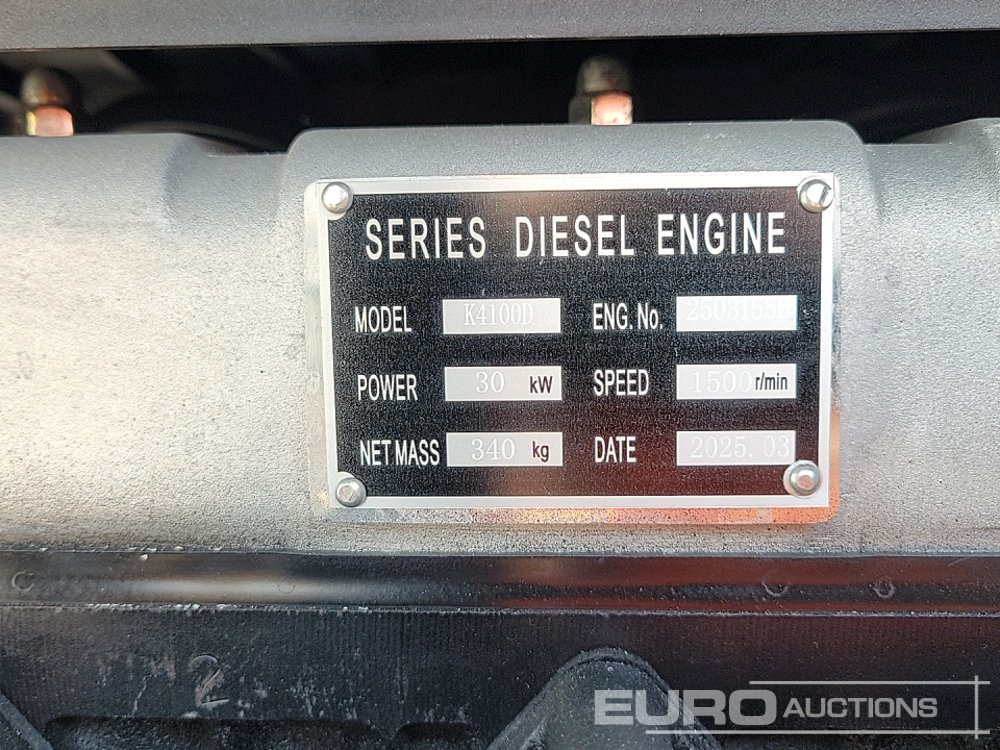 SERIES DIESEL ENGINE
MODEL K4100D ENG. No.
POWER 30 kW SPEED 1500 r/min
NET MASS 340 kg DATE 2025.03
2
EURO AUCTIONS